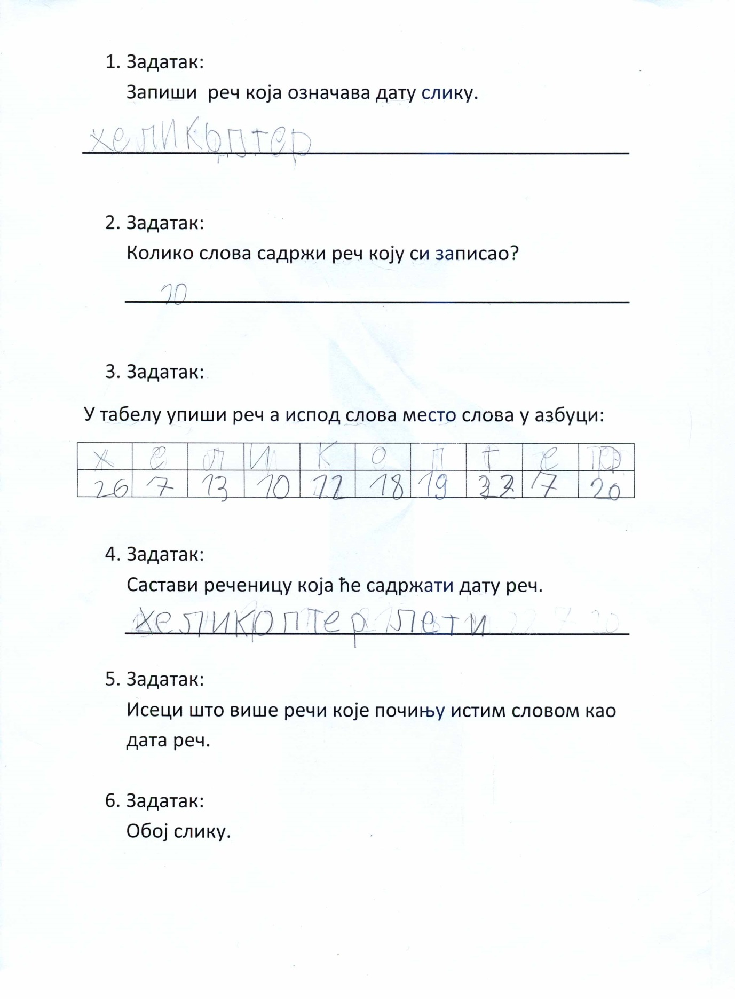 1. Задатак:
Запиши реч која означава дату слику.
хеликоптер
2. Задатак:
Колико слова садржи реч коју си записао?
10
3. Задатак:
У табелу упиши реч а испод слова место слова у азбуци:
х е л и к о п т е р
26 7 13 10 12 18 19 22 7 20
4. Задатак:
Састави реченицу која ће садржати дату реч.
хеликоптер лети
5. Задатак:
Исеци што више речи које почињу истим словом као
дата реч.
6. Задатак:
Обој слику.